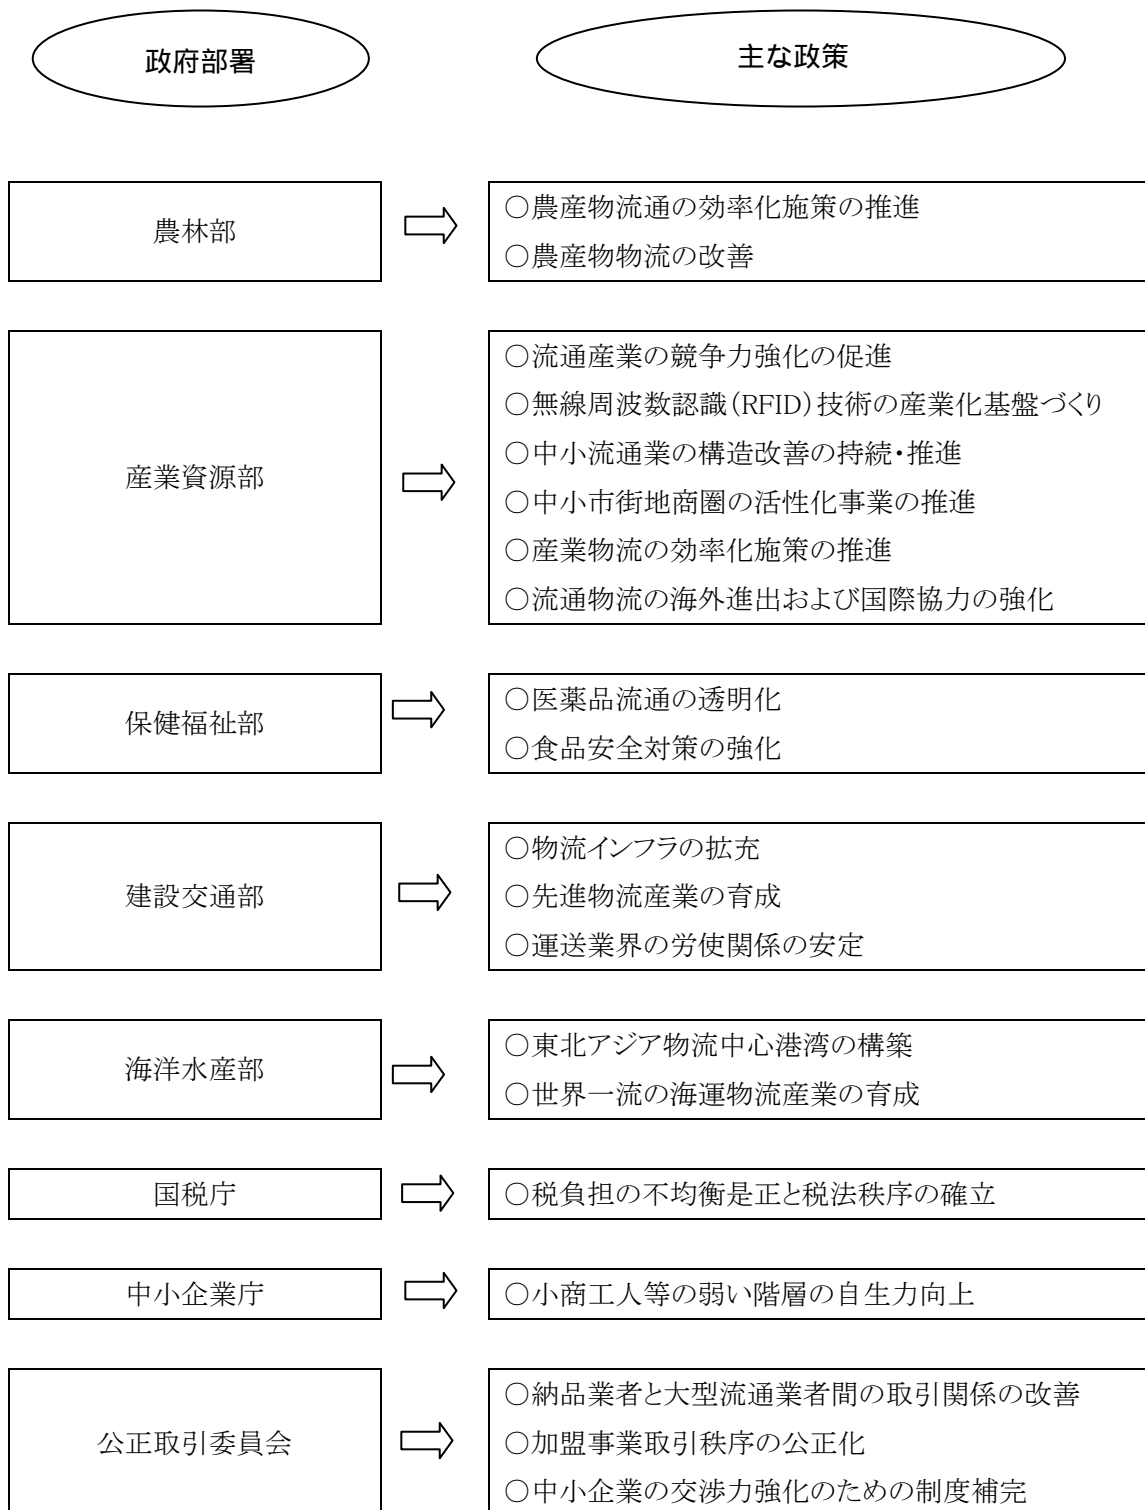 政府部署
主な政策
農林部
○農産物流通の効率化施策の推進
○農産物物流の改善
産業資源部
○流通産業の競争力強化の促進
○無線周波数認識(RFID)技術の産業化基盤づくり
○中小流通業の構造改善の持続・推進
○中小市街地商圏の活性化事業の推進
○産業物流の効率化施策の推進
○流通物流の海外進出および国際協力の強化
保健福祉部
○医薬品流通の透明化
○食品安全対策の強化
建設交通部
○物流インフラの拡充
○先進物流産業の育成
○運送業界の労使関係の安定
海洋水産部
○東北アジア物流中心港湾の構築
○世界一流の海運物流産業の育成
国税庁
○税負担の不均衡是正と税法秩序の確立
中小企業庁
○小商工人等の弱い階層の自生力向上
公正取引委員会
○納品業者と大型流通業者間の取引関係の改善
○加盟事業取引秩序の公正化
○中小企業の交渉力強化のための制度補完